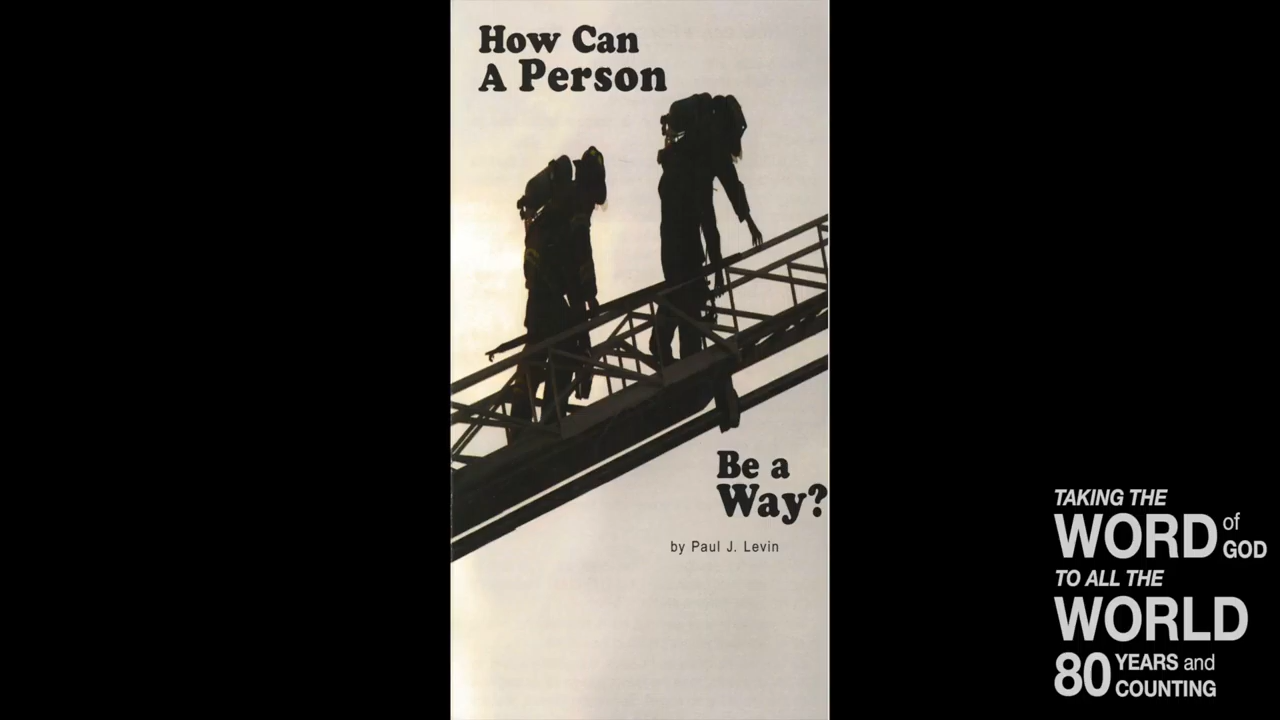 How Can
A Person
Be a
Way?
by Paul J. Levin
TAKING THE
WORD of
GOD
TO ALL THE
WORLD
80 YEARS and
COUNTING